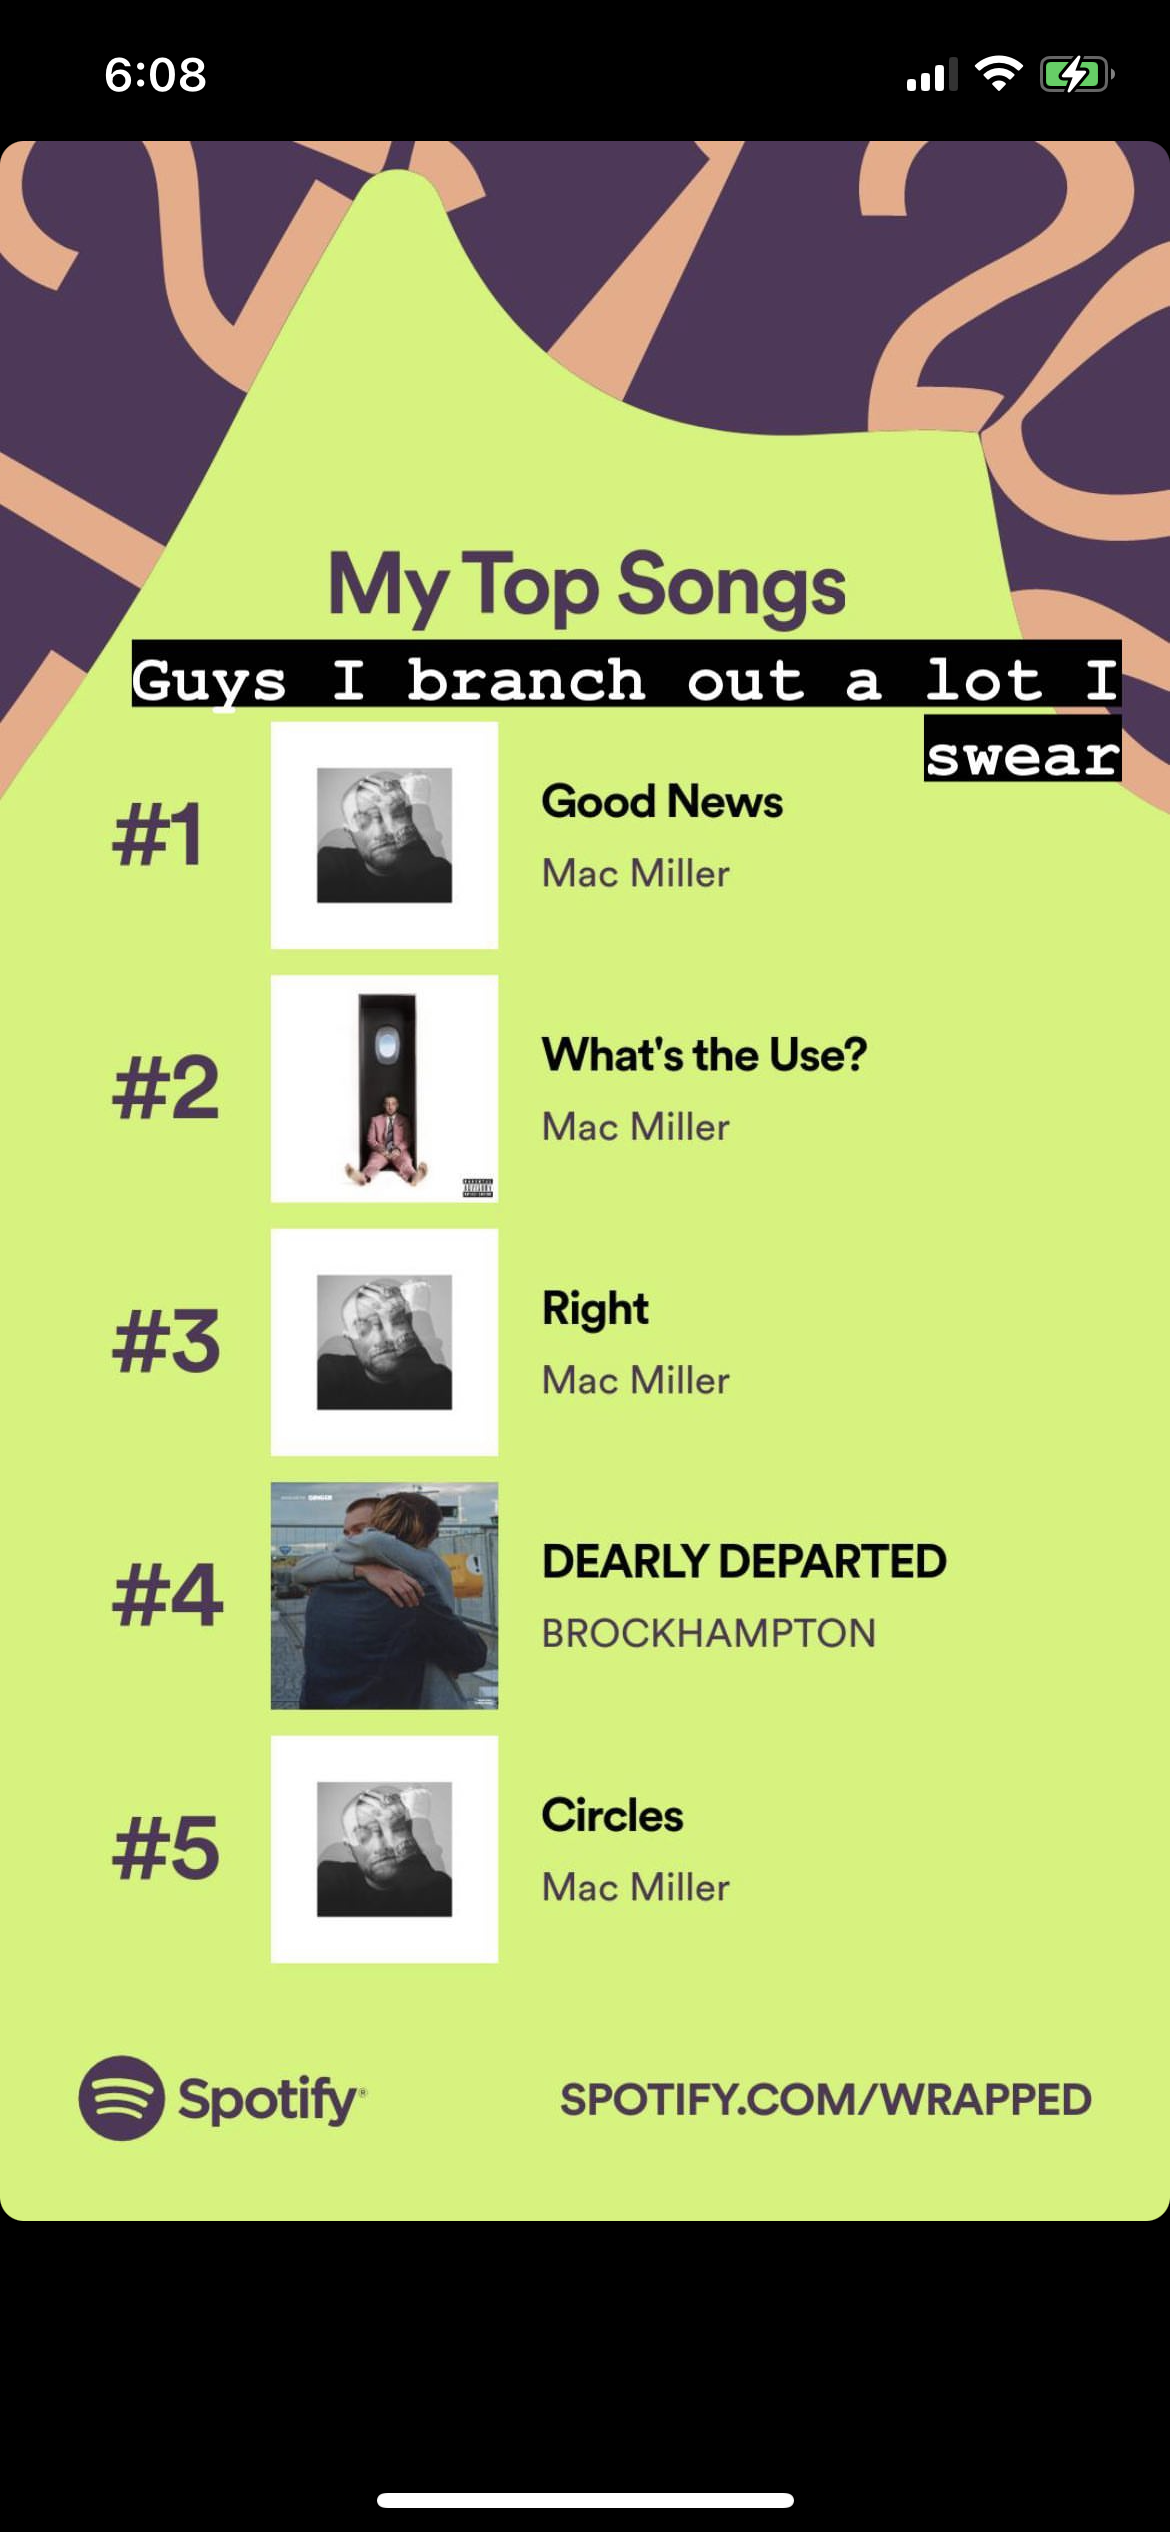 6:08
My Top Songs
Guys I branch out a lot I
swear
#1
Good News
Mac Miller
#2
What's the Use?
Mac Miller
#3
Right
Mac Miller
#4
DEARLY DEPARTED
BROCKHAMPTON
#5
Circles
Mac Miller
Spotify®
SPOTIFY.COM/WRAPPED